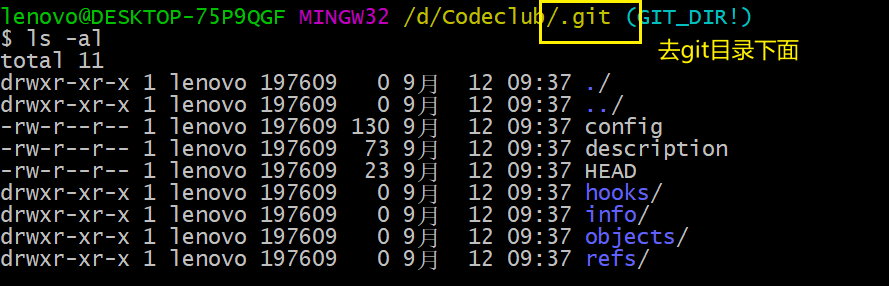 lenovo@DESKTOP-75P9QGF MINGW32 /d/Codeclub/.git (GIT_DIR!)
$ ls -al
去git目录下面
total 11
drwxr-xr-x 1 lenovo 197609   0 9月  12 09:37 ./
drwxr-xr-x 1 lenovo 197609   0 9月  12 09:37 ../
-rw-r--r-- 1 lenovo 197609 130 9月  12 09:37 config
-rw-r--r-- 1 lenovo 197609  73 9月  12 09:37 description
-rw-r--r-- 1 lenovo 197609  23 9月  12 09:37 HEAD
drwxr-xr-x 1 lenovo 197609   0 9月  12 09:37 hooks/
drwxr-xr-x 1 lenovo 197609   0 9月  12 09:37 info/
drwxr-xr-x 1 lenovo 197609   0 9月  12 09:37 objects/
drwxr-xr-x 1 lenovo 197609   0 9月  12 09:37 refs/